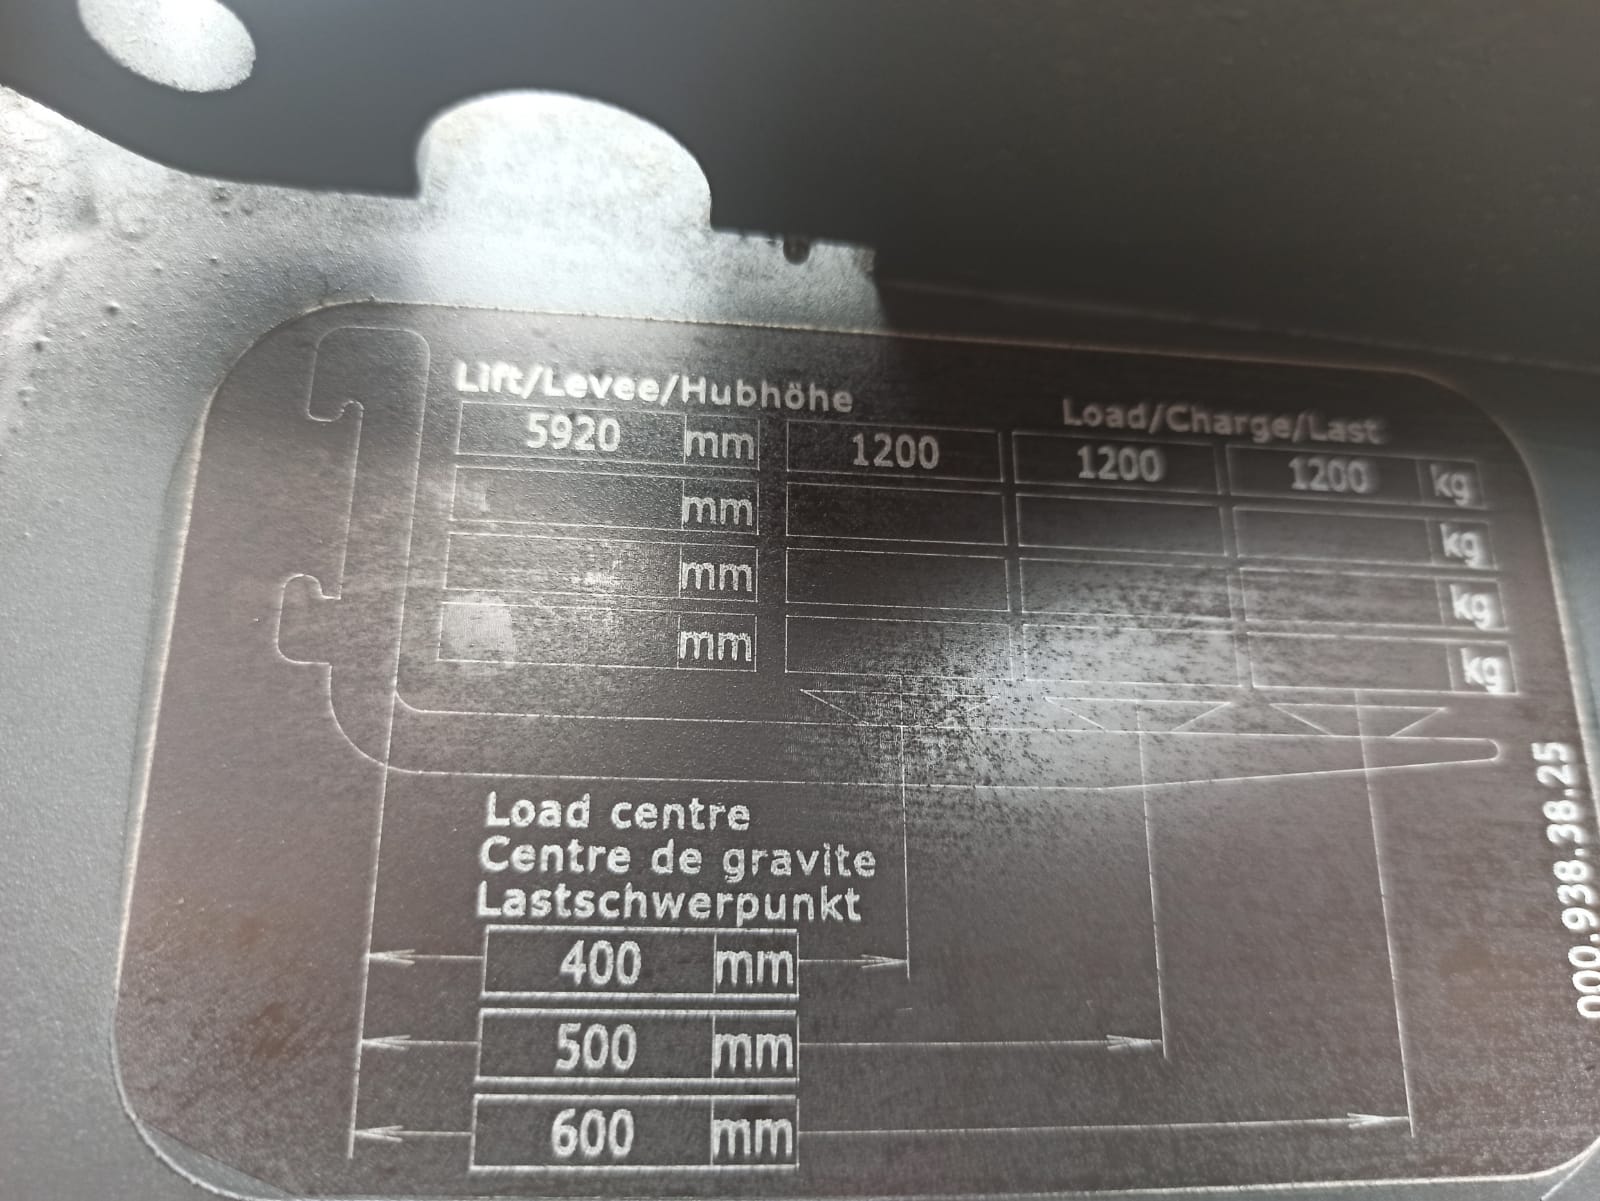 Lift/Levee/Hubhöhe
Load/Charge/Last
5920 mm 1200 1200 1200 kg
mm kg
mm kg
mm kg
Load centre
Centre de gravite
Lastschwerpunkt
400 mm
500 mm
600 mm
000.938.38.25